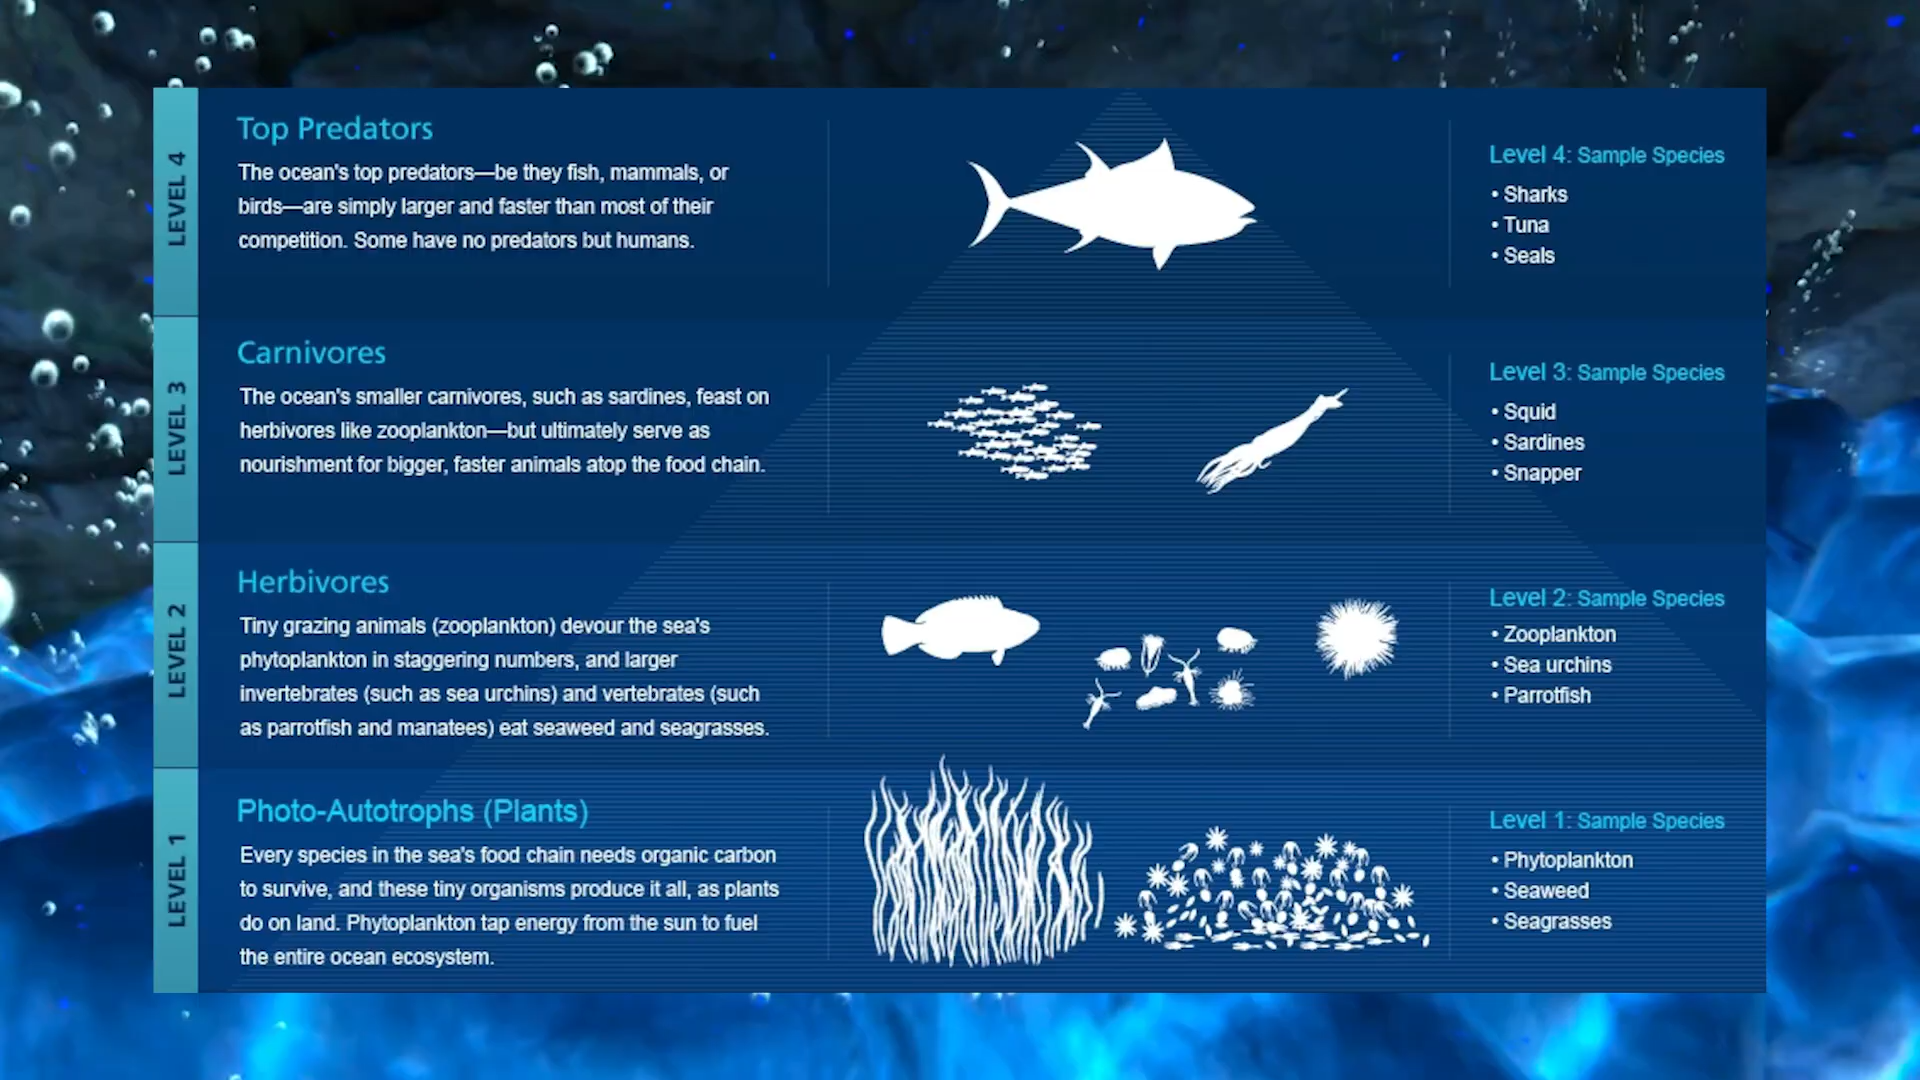 LEVEL 4
Top Predators
The ocean's top predators—be they fish, mammals, or
birds—are simply larger and faster than most of their
competition. Some have no predators but humans.
Level 4: Sample Species
• Sharks
• Tuna
• Seals
LEVEL 3
Carnivores
The ocean's smaller carnivores, such as sardines, feast on
herbivores like zooplankton—but ultimately serve as
nourishment for bigger, faster animals atop the food chain.
Level 3: Sample Species
• Squid
• Sardines
• Snapper
LEVEL 2
Herbivores
Tiny grazing animals (zooplankton) devour the sea's
phytoplankton in staggering numbers, and larger
invertebrates (such as sea urchins) and vertebrates (such
as parrotfish and manatees) eat seaweed and seagrasses.
Level 2: Sample Species
• Zooplankton
• Sea urchins
• Parrotfish
LEVEL 1
Photo-Autotrophs (Plants)
Every species in the sea's food chain needs organic carbon
to survive, and these tiny organisms produce it all, as plants
do on land. Phytoplankton tap energy from the sun to fuel
the entire ocean ecosystem.
Level 1: Sample Species
• Phytoplankton
• Seaweed
• Seagrasses